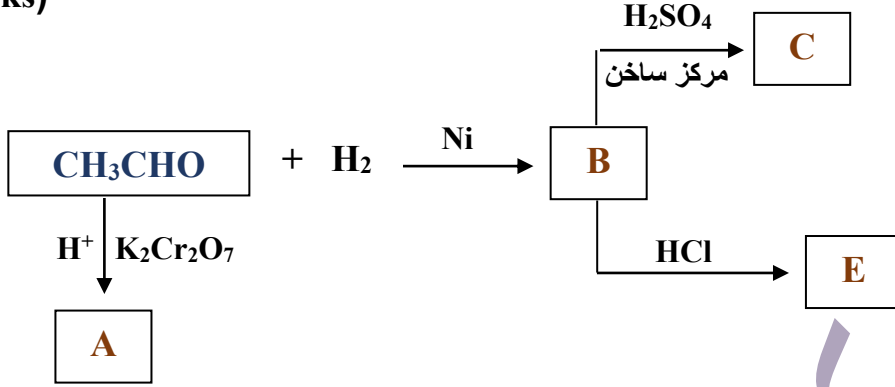 ks)
H₂SO₄
مركز ساخن
C
CH₃CHO + H₂
Ni
B
H⁺ K₂Cr₂O₇
HCl
E
A